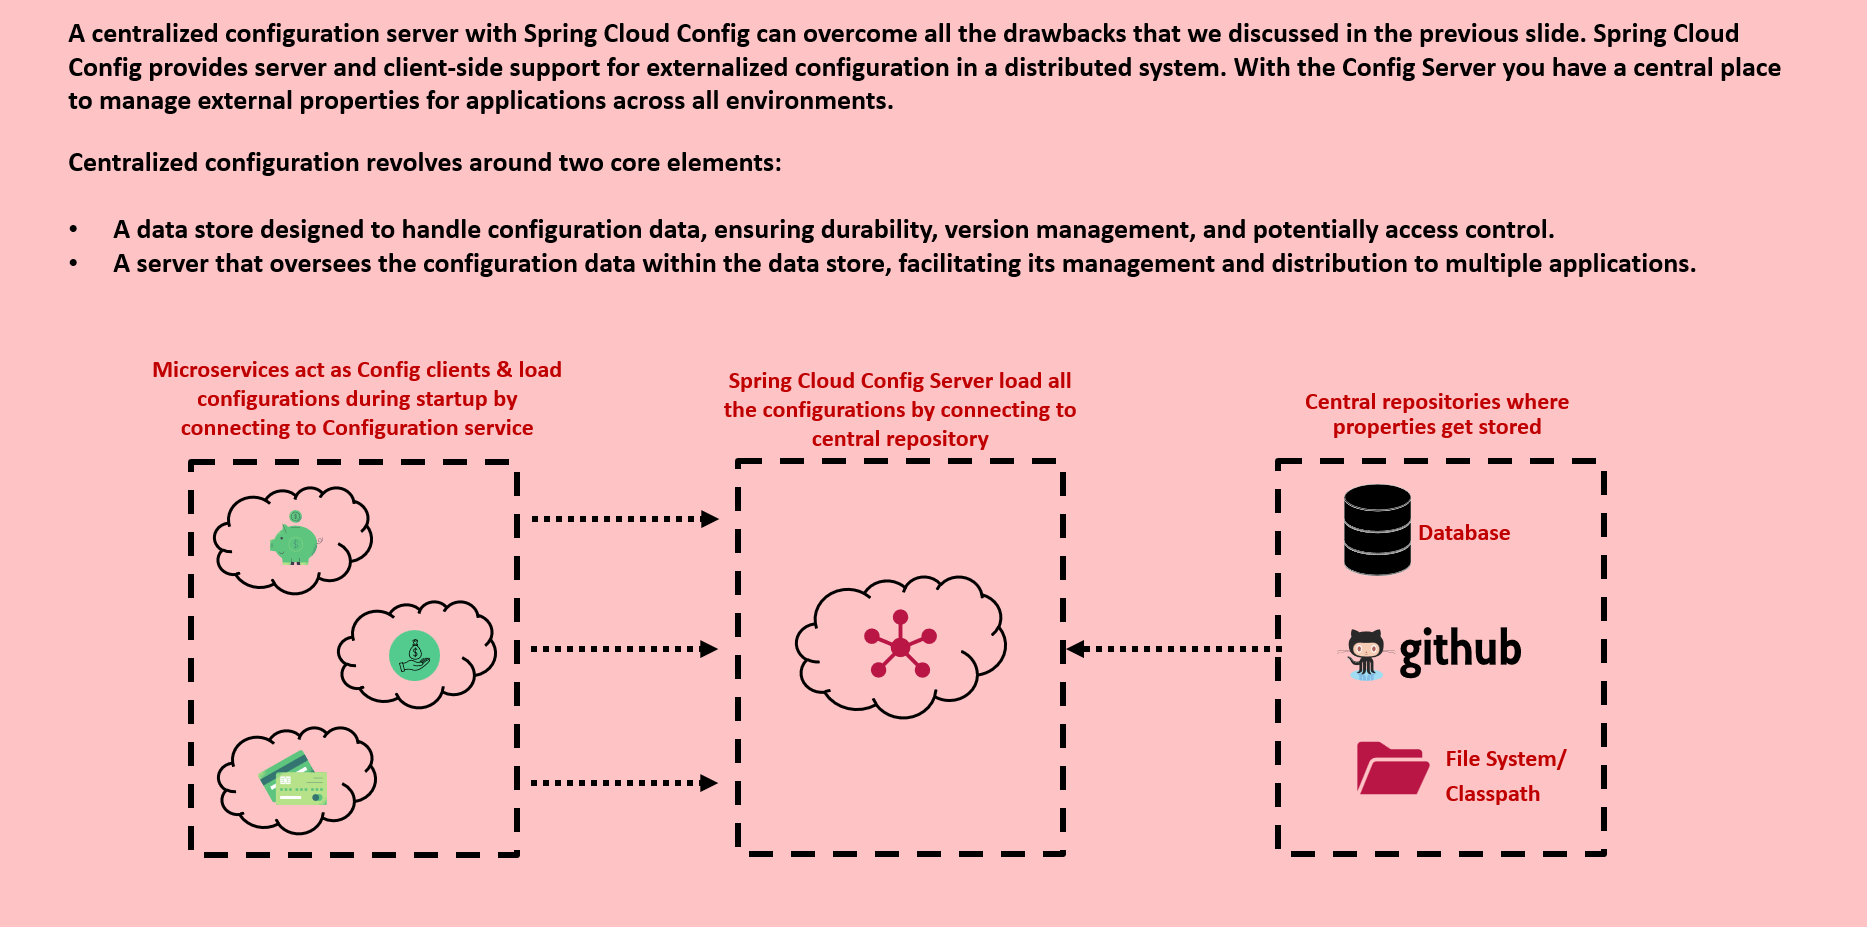 A centralized configuration server with Spring Cloud Config can overcome all the drawbacks that we discussed in the previous slide. Spring Cloud
Config provides server and client-side support for externalized configuration in a distributed system. With the Config Server you have a central place
to manage external properties for applications across all environments.
Centralized configuration revolves around two core elements:
• A data store designed to handle configuration data, ensuring durability, version management, and potentially access control.
• A server that oversees the configuration data within the data store, facilitating its management and distribution to multiple applications.
Microservices act as Config clients & load
configurations during startup by
connecting to Configuration service
Spring Cloud Config Server load all
the configurations by connecting to
central repository
Central repositories where
properties get stored
Database
github
File System/
Classpath